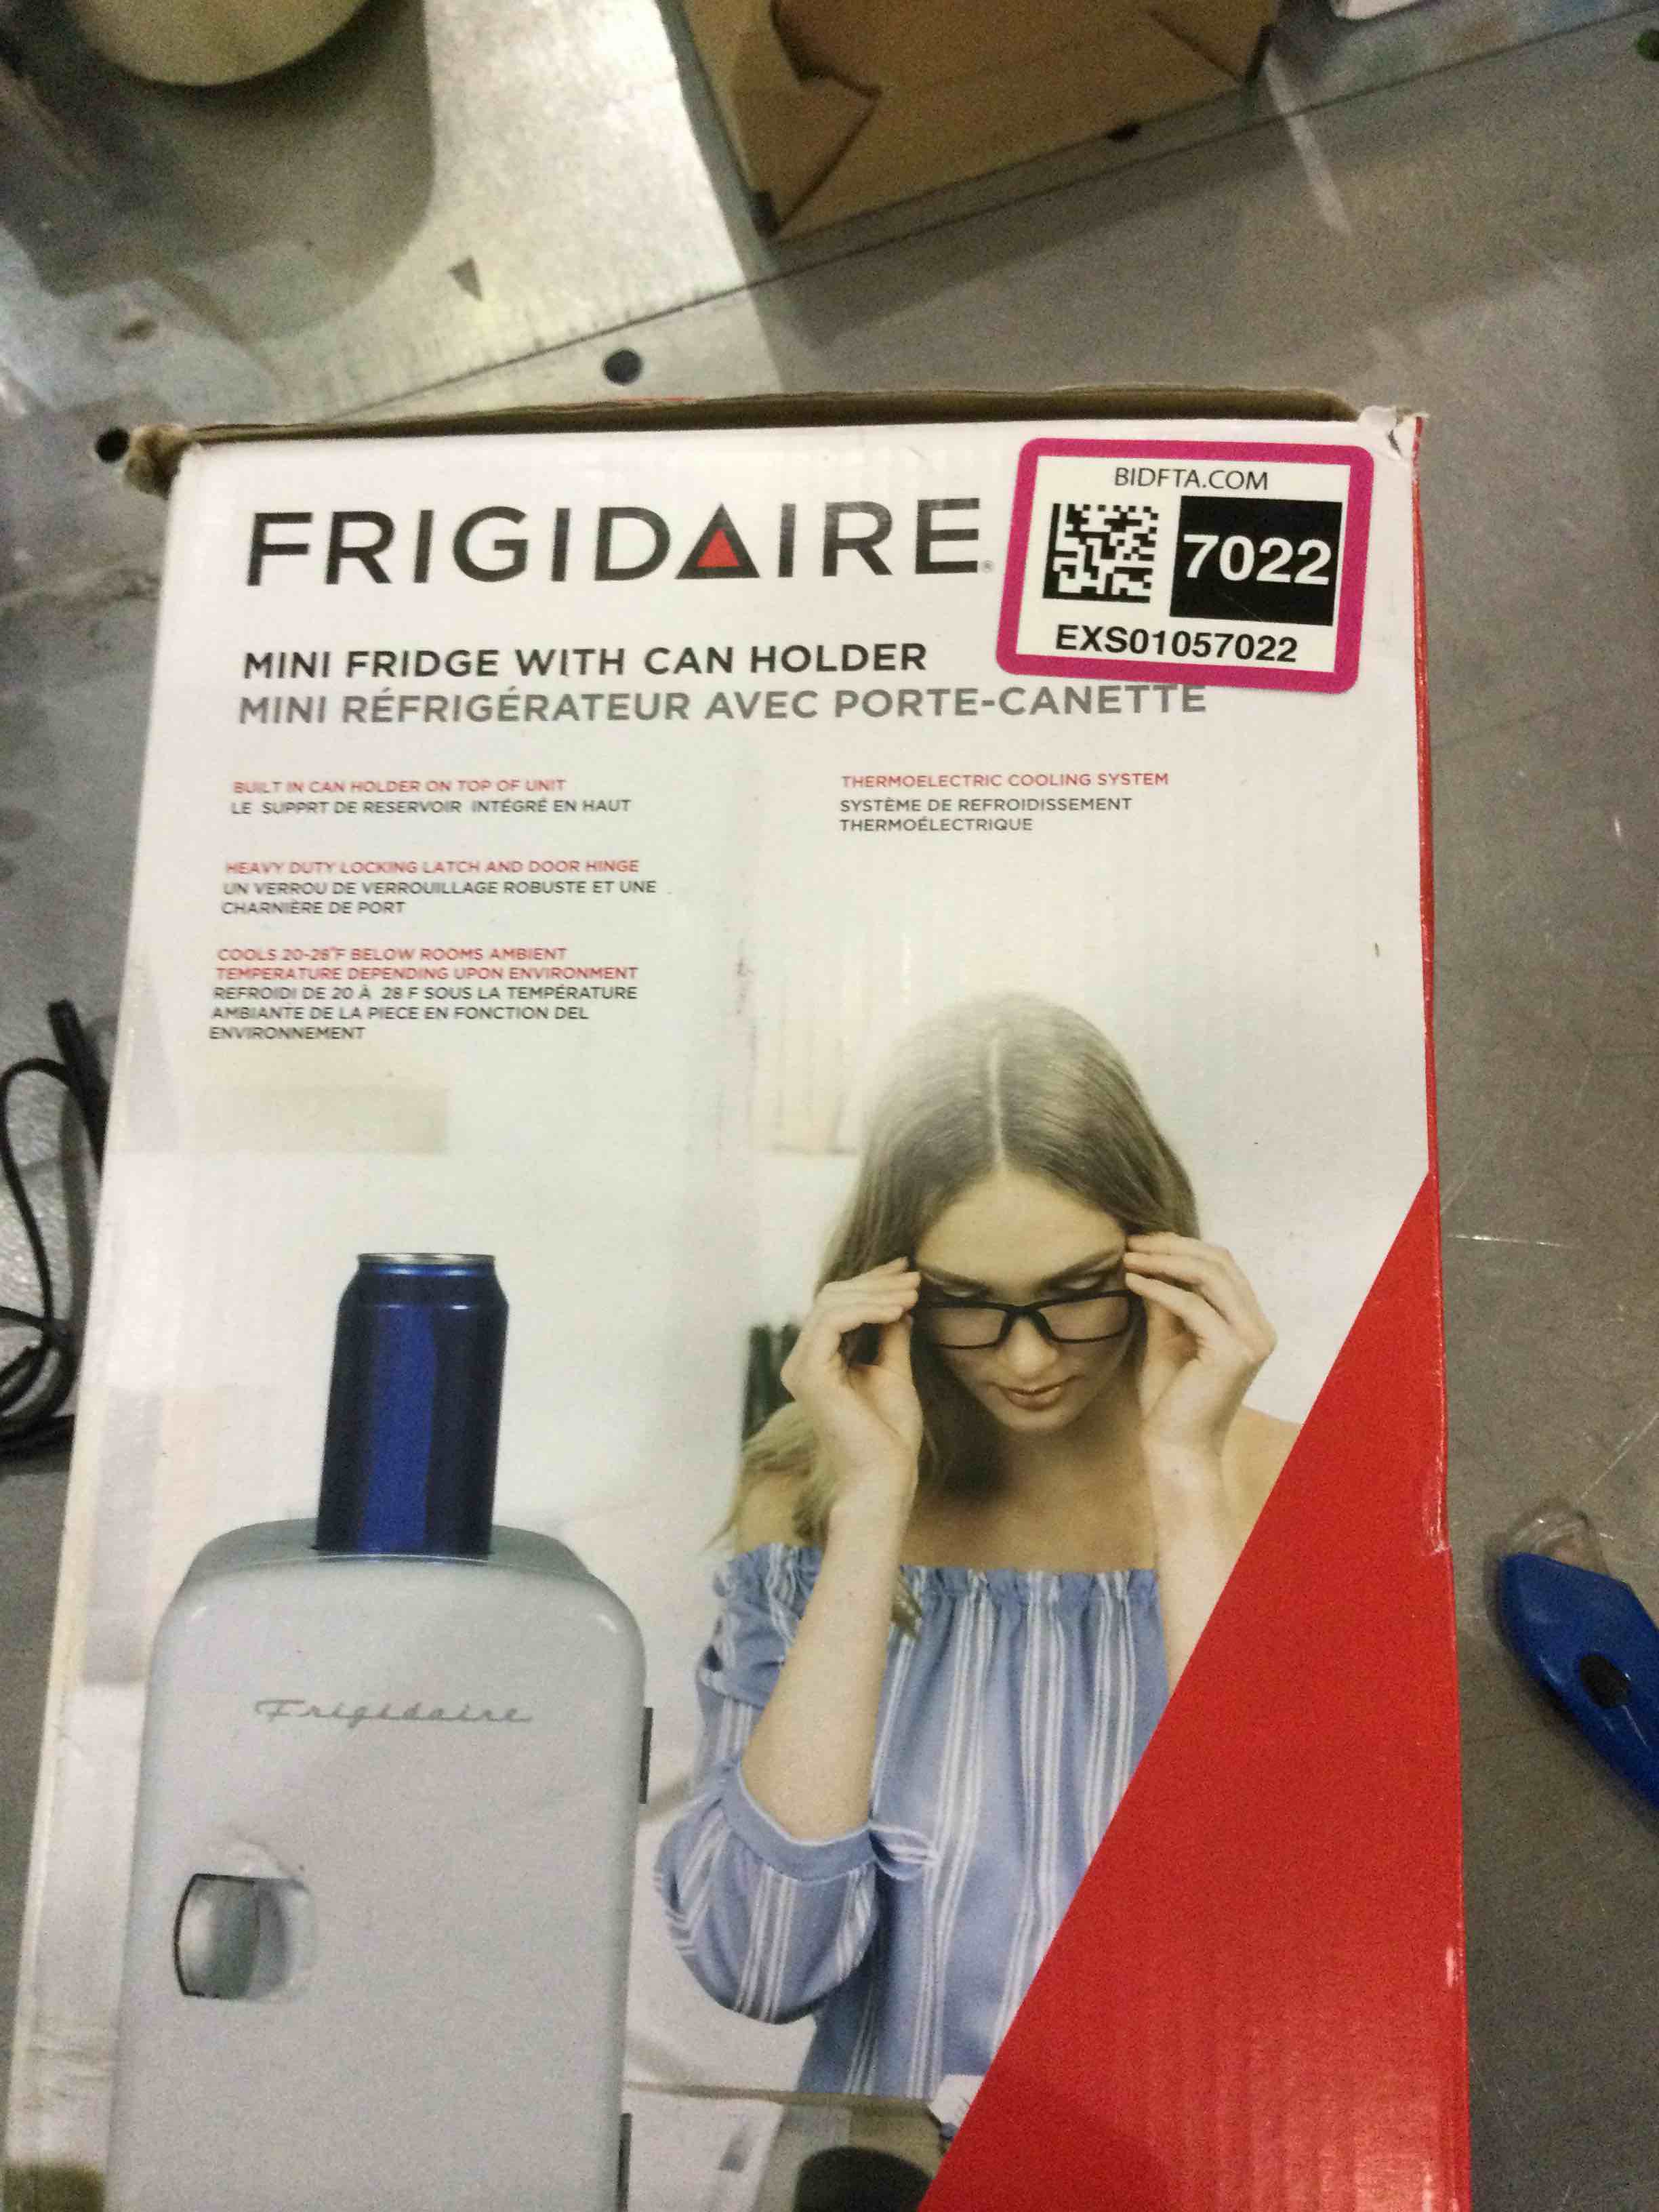 BIDFTA.COM
7022
EXS01057022
FRIGIDAIRE®
MINI FRIDGE WITH CAN HOLDER
MINI RÉFRIGÉRATEUR AVEC PORTE-CANETTE
BUILT IN CAN HOLDER ON TOP OF UNIT
LE SUPPRT DE RESERVOIR INTÉGRÉ EN HAUT
HEAVY DUTY LOCKING LATCH AND DOOR HINGE
UN VERROU DE VERROUILLAGE ROBUSTE ET UNE
CHARNIÈRE DE PORT
COOLS 20-28°F BELOW ROOMS AMBIENT
TEMPERATURE DEPENDING UPON ENVIRONMENT
REFROIDI DE 20 À 28 F SOUS LA TEMPÉRATURE
AMBIANTE DE LA PIECE EN FONCTION DEL
ENVIRONNEMENT
THERMOELECTRIC COOLING SYSTEM
SYSTÈME DE REFROIDISSEMENT
THERMOÉLECTRIQUE
Frigidaire